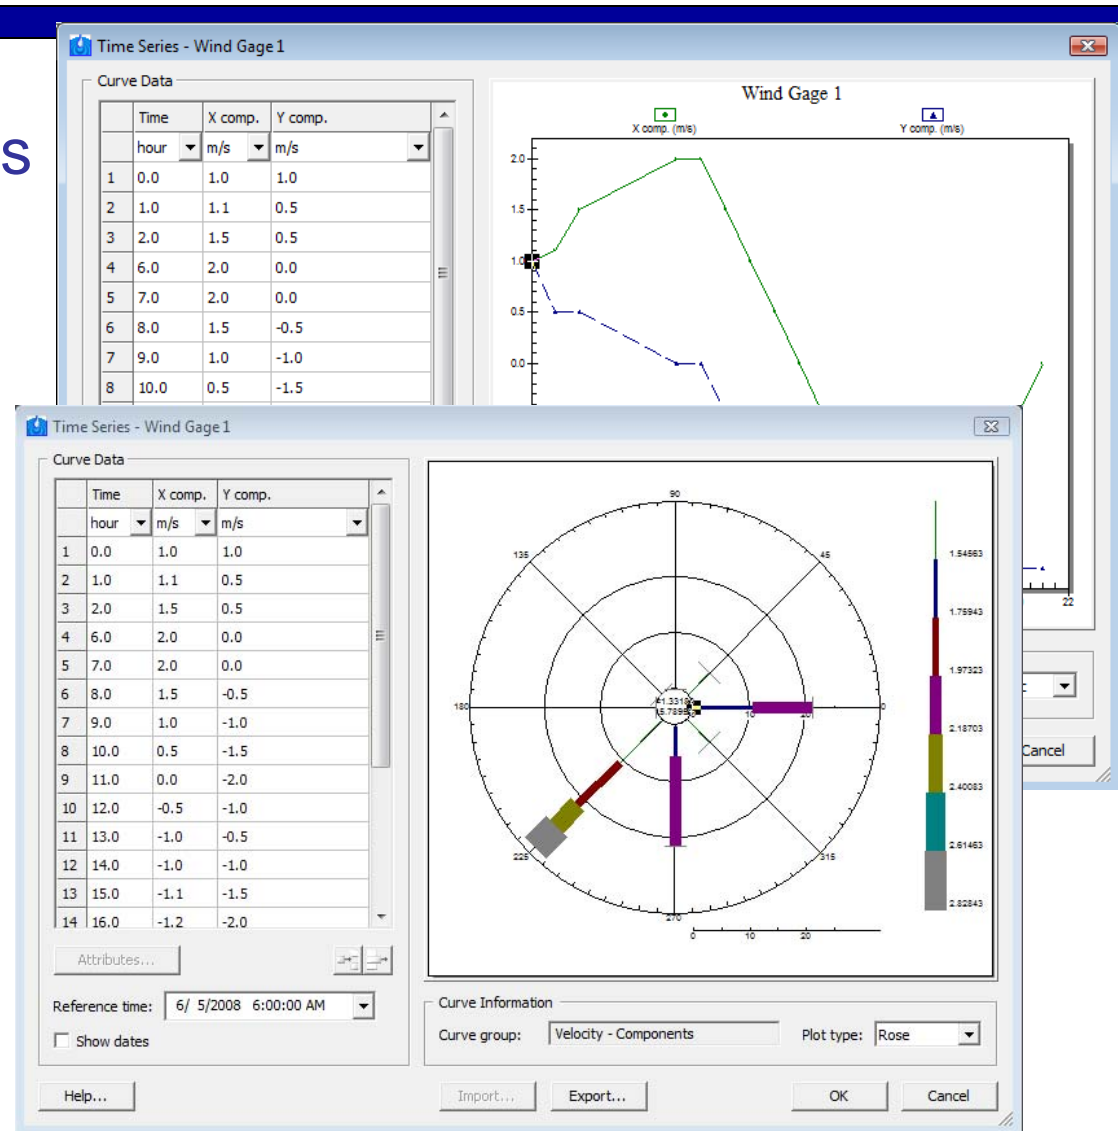 s
Time Series - Wind Gage 1
Curve Data
Time X comp. Y comp.
hour m/s m/s
1 0.0 1.0 1.0
2 1.0 1.1 0.5
3 2.0 1.5 0.5
4 6.0 2.0 0.0
5 7.0 2.0 0.0
6 8.0 1.5 -0.5
7 9.0 1.0 -1.0
8 10.0 0.5 -1.5
Wind Gage 1
X comp. (m/s) Y comp. (m/s)
2.0
1.5
1.0
0.5
0.0
22
Cancel
Time Series - Wind Gage 1
Curve Data
Time X comp. Y comp.
hour m/s m/s
1 0.0 1.0 1.0
2 1.0 1.1 0.5
3 2.0 1.5 0.5
4 6.0 2.0 0.0
5 7.0 2.0 0.0
6 8.0 1.5 -0.5
7 9.0 1.0 -1.0
8 10.0 0.5 -1.5
9 11.0 0.0 -2.0
10 12.0 -0.5 -1.0
11 13.0 -1.0 -0.5
12 14.0 -1.0 -1.0
13 15.0 -1.1 -1.5
14 16.0 -1.2 -2.0
Attributes...
Reference time: 6/ 5/2008 6:00:00 AM
Show dates
90
135 45
180 10 20 0
225 315
270
0 10 20
1.54563
1.75943
1.97323
2.18703
2.40083
2.61463
2.82843
Curve Information
Curve group: Velocity - Components Plot type: Rose
Help... Import... Export... OK Cancel